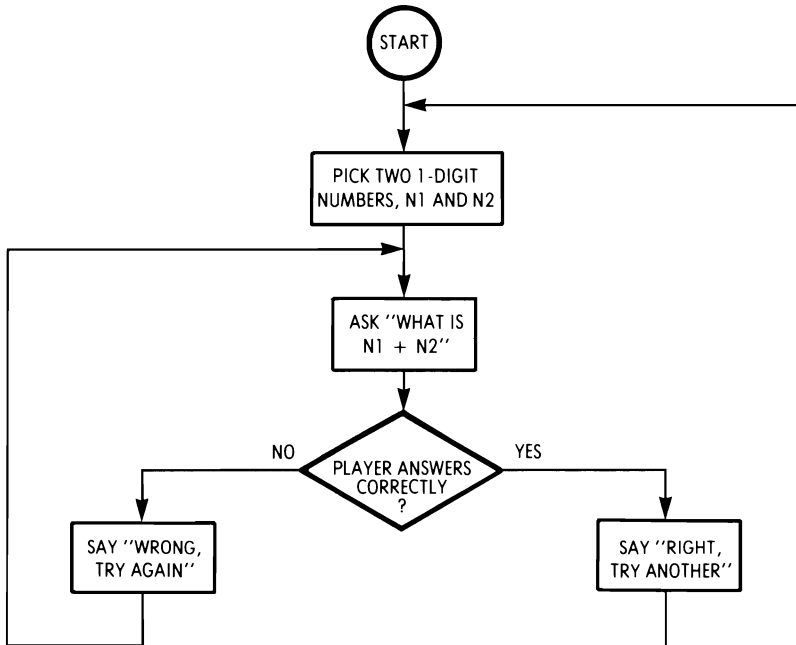 START
PICK TWO 1-DIGIT
NUMBERS, N1 AND N2
ASK "WHAT IS
N1 + N2"
NO
YES
PLAYER ANSWERS
CORRECTLY
?
SAY "WRONG,
TRY AGAIN"
SAY "RIGHT,
TRY ANOTHER"